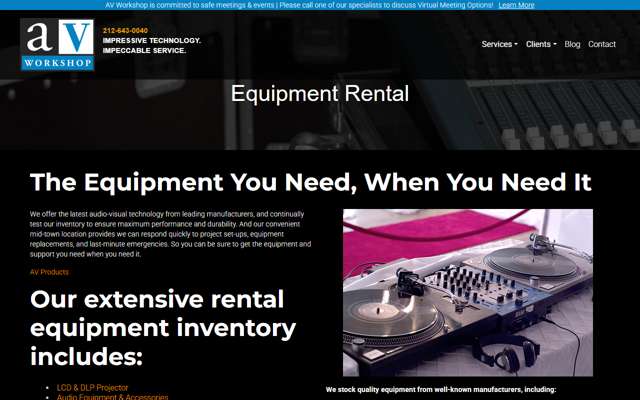 AV Workshop is committed to safe meetings & events | Please call one of our specialists to discuss Virtual Meeting Options! Learn More
aV
WORKSHOP
212-643-0040
IMPRESSIVE TECHNOLOGY.
IMPECCABLE SERVICE.
Services Clients Blog Contact
Equipment Rental
The Equipment You Need, When You Need It
We offer the latest audio-visual technology from leading manufacturers, and continually
test our inventory to ensure maximum performance and durability. And our convenient
mid-town location provides we can respond quickly to project set-ups, equipment
replacements, and last-minute emergencies. So you can be sure to get the equipment and
support you need when you need it.
AV Products
Our extensive rental
equipment inventory
includes:
LCD & DLP Projector
Audio Equipment & Accessories
We stock quality equipment from well-known manufacturers, including: